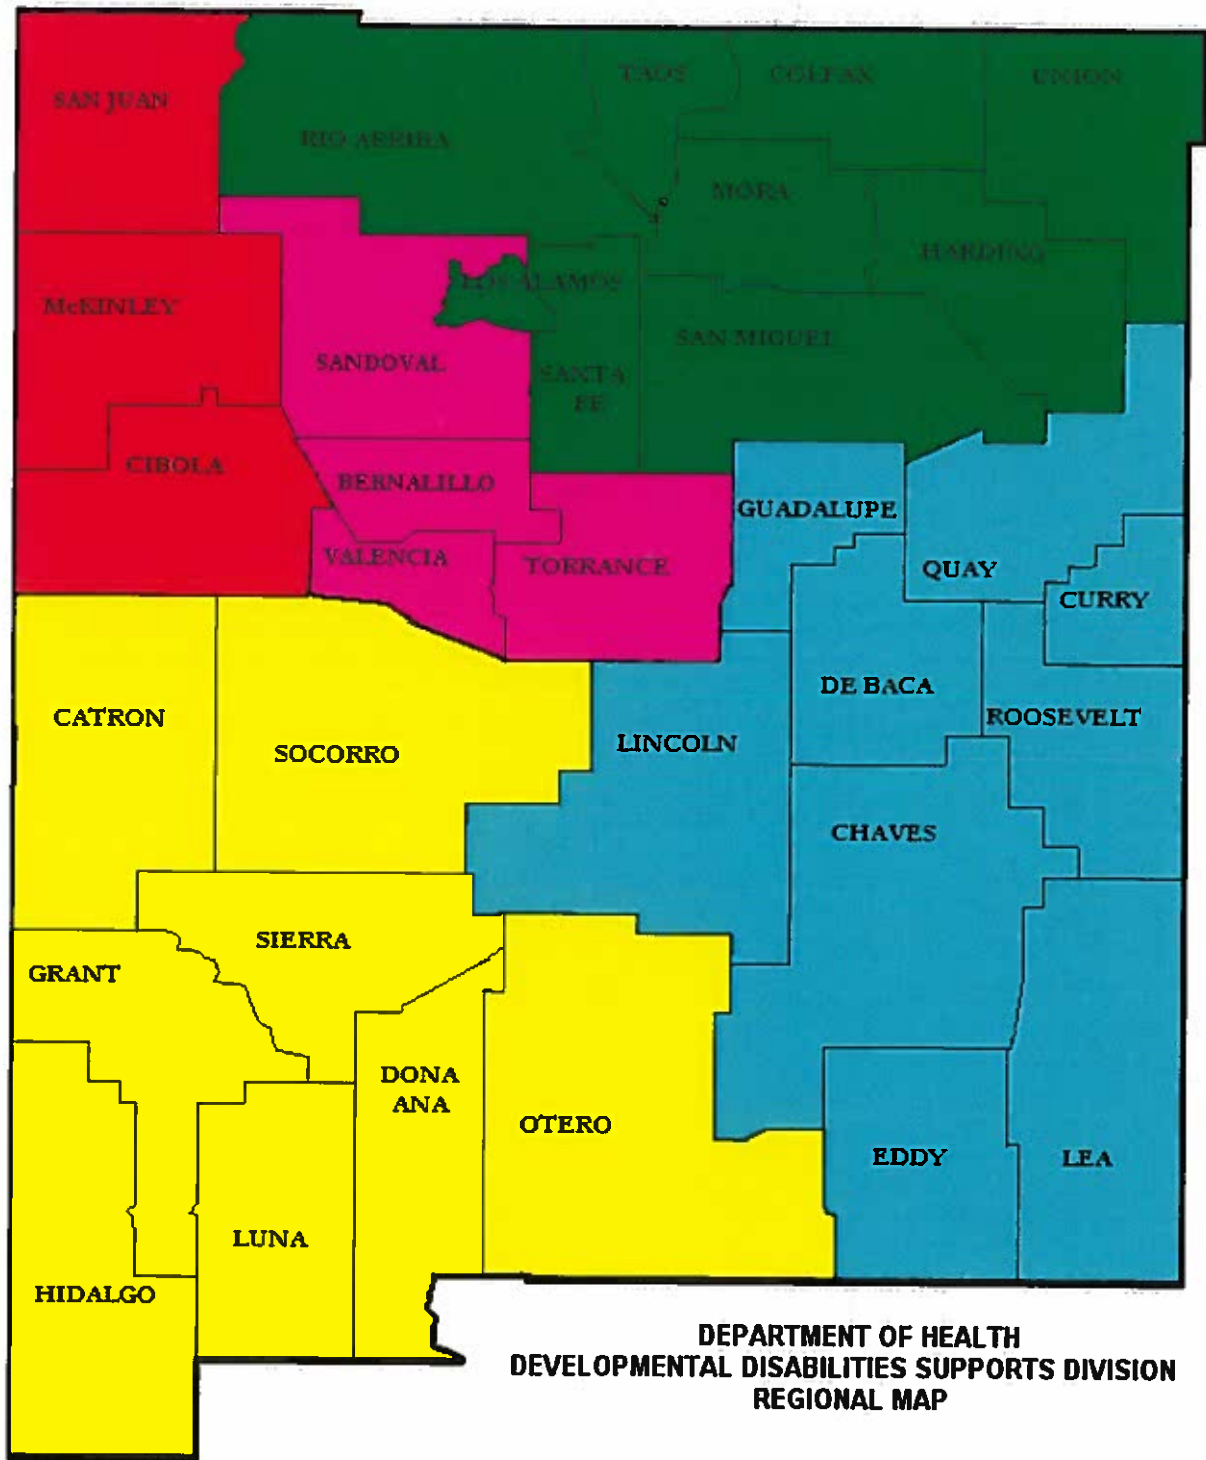 TAOS
COLFAX
UNION
SAN JUAN
RIO ARRIBA
MORA
HARDING
LOS ALAMOS
McKINLEY
SAN MIGUEL
SANDOVAL
SANTA
FE
CIBOLA
BERNALILLO
GUADALUPE
VALENCIA
TORRANCE
QUAY
CURRY
DE BACA
CATRON
ROOSEVELT
LINCOLN
SOCORRO
CHAVES
SIERRA
GRANT
DONA
ANA
OTERO
EDDY
LEA
LUNA
HIDALGO
DEPARTMENT OF HEALTH
DEVELOPMENTAL DISABILITIES SUPPORTS DIVISION
REGIONAL MAP